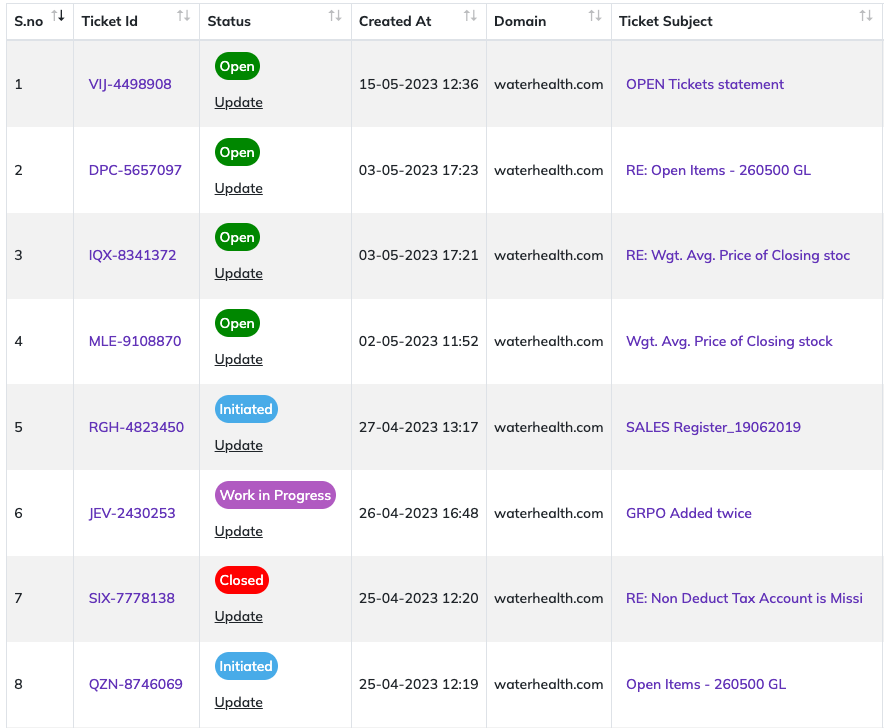 S.no Ticket Id Status Created At Domain Ticket Subject
Open
1 VIJ-4498908 15-05-2023 12:36 waterhealth.com OPEN Tickets statement
Update
Open
2 DPC-5657097 03-05-2023 17:23 waterhealth.com RE: Open Items - 260500 GL
Update
Open
3 IQX-8341372 03-05-2023 17:21 waterhealth.com RE: Wgt. Avg. Price of Closing stoc
Update
Open
4 MLE-9108870 02-05-2023 11:52 waterhealth.com Wgt. Avg. Price of Closing stock
Update
Initiated
5 RGH-4823450 27-04-2023 13:17 waterhealth.com SALES Register_19062019
Update
Work in Progress
6 JEV-2430253 26-04-2023 16:48 waterhealth.com GRPO Added twice
Update
Closed
7 SIX-7778138 25-04-2023 12:20 waterhealth.com RE: Non Deduct Tax Account is Missi
Update
Initiated
8 QZN-8746069 25-04-2023 12:19 waterhealth.com Open Items - 260500 GL
Update